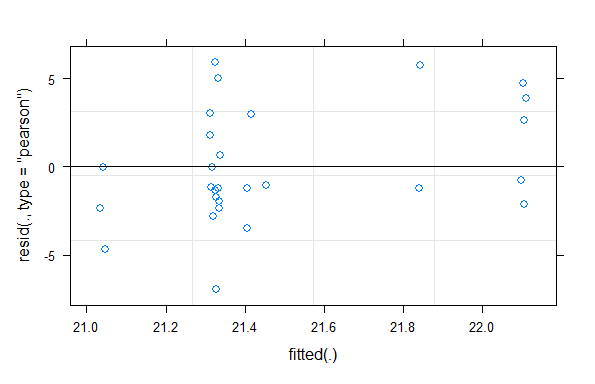 resid(., type = "pearson")
5
0
-5
21.0 21.2 21.4 21.6 21.8 22.0
fitted(.)